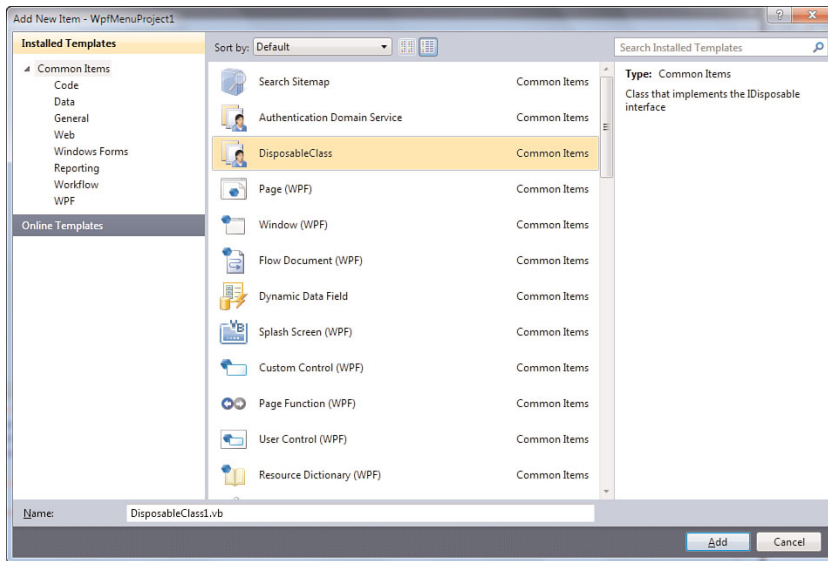 Add New Item - WpfMenuProject1
Installed Templates
Common Items
Code
Data
General
Web
Windows Forms
Reporting
Workflow
WPF
Online Templates
Sort by: Default
Search Sitemap Common Items
Authentication Domain Service Common Items
DisposableClass Common Items
Page (WPF) Common Items
Window (WPF) Common Items
Flow Document (WPF) Common Items
Dynamic Data Field Common Items
Splash Screen (WPF) Common Items
Custom Control (WPF) Common Items
Page Function (WPF) Common Items
User Control (WPF) Common Items
Resource Dictionary (WPF) Common Items
Search Installed Templates
Type: Common Items
Class that implements the IDisposable
interface
Name: DisposableClass1.vb
Add Cancel